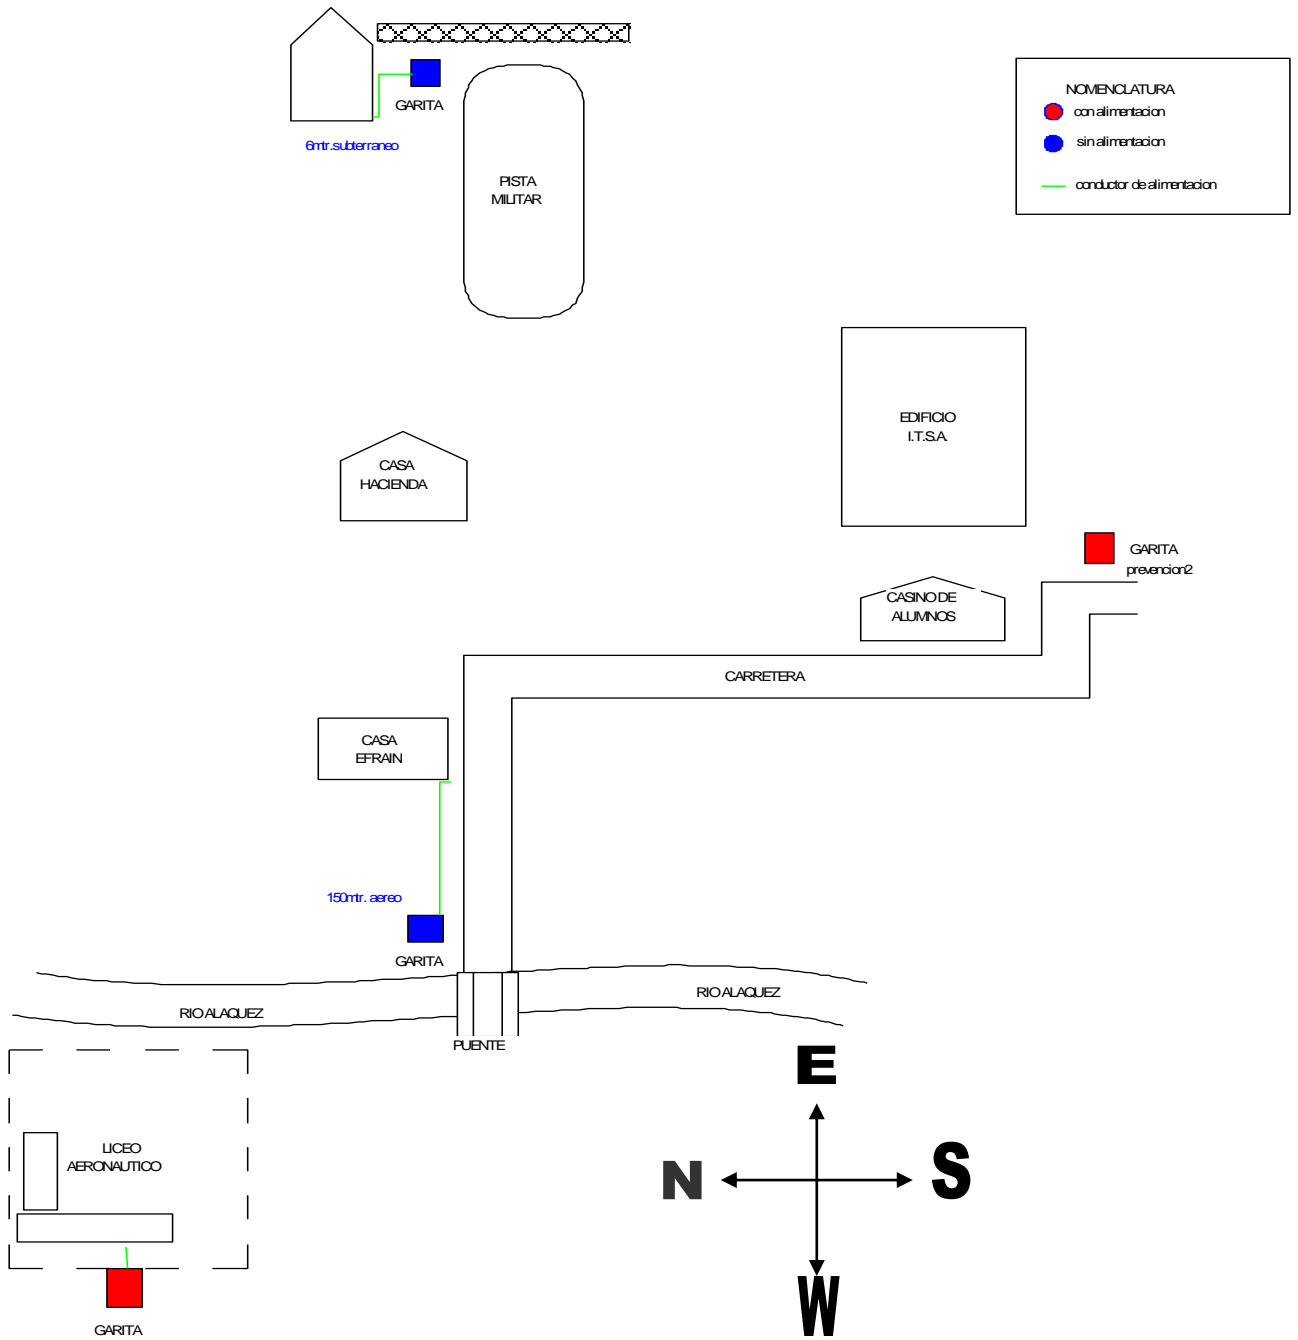 GARITA
6mtr.subterraneo
PISTA
MILITAR
NOMENCLATURA
con alimentacion
sin alimentacion
conductor de alimentacion
EDIFICIO
I.T.S.A.
CASA
HACIENDA
GARITA
prevencion2
CASINO DE
ALUMNOS
CARRETERA
CASA
EFRAIN
150mtr. aereo
GARITA
RIO ALAQUEZ
RIO ALAQUEZ
PUENTE
LICEO
AERONAUTICO
GARITA
E
N
S
W